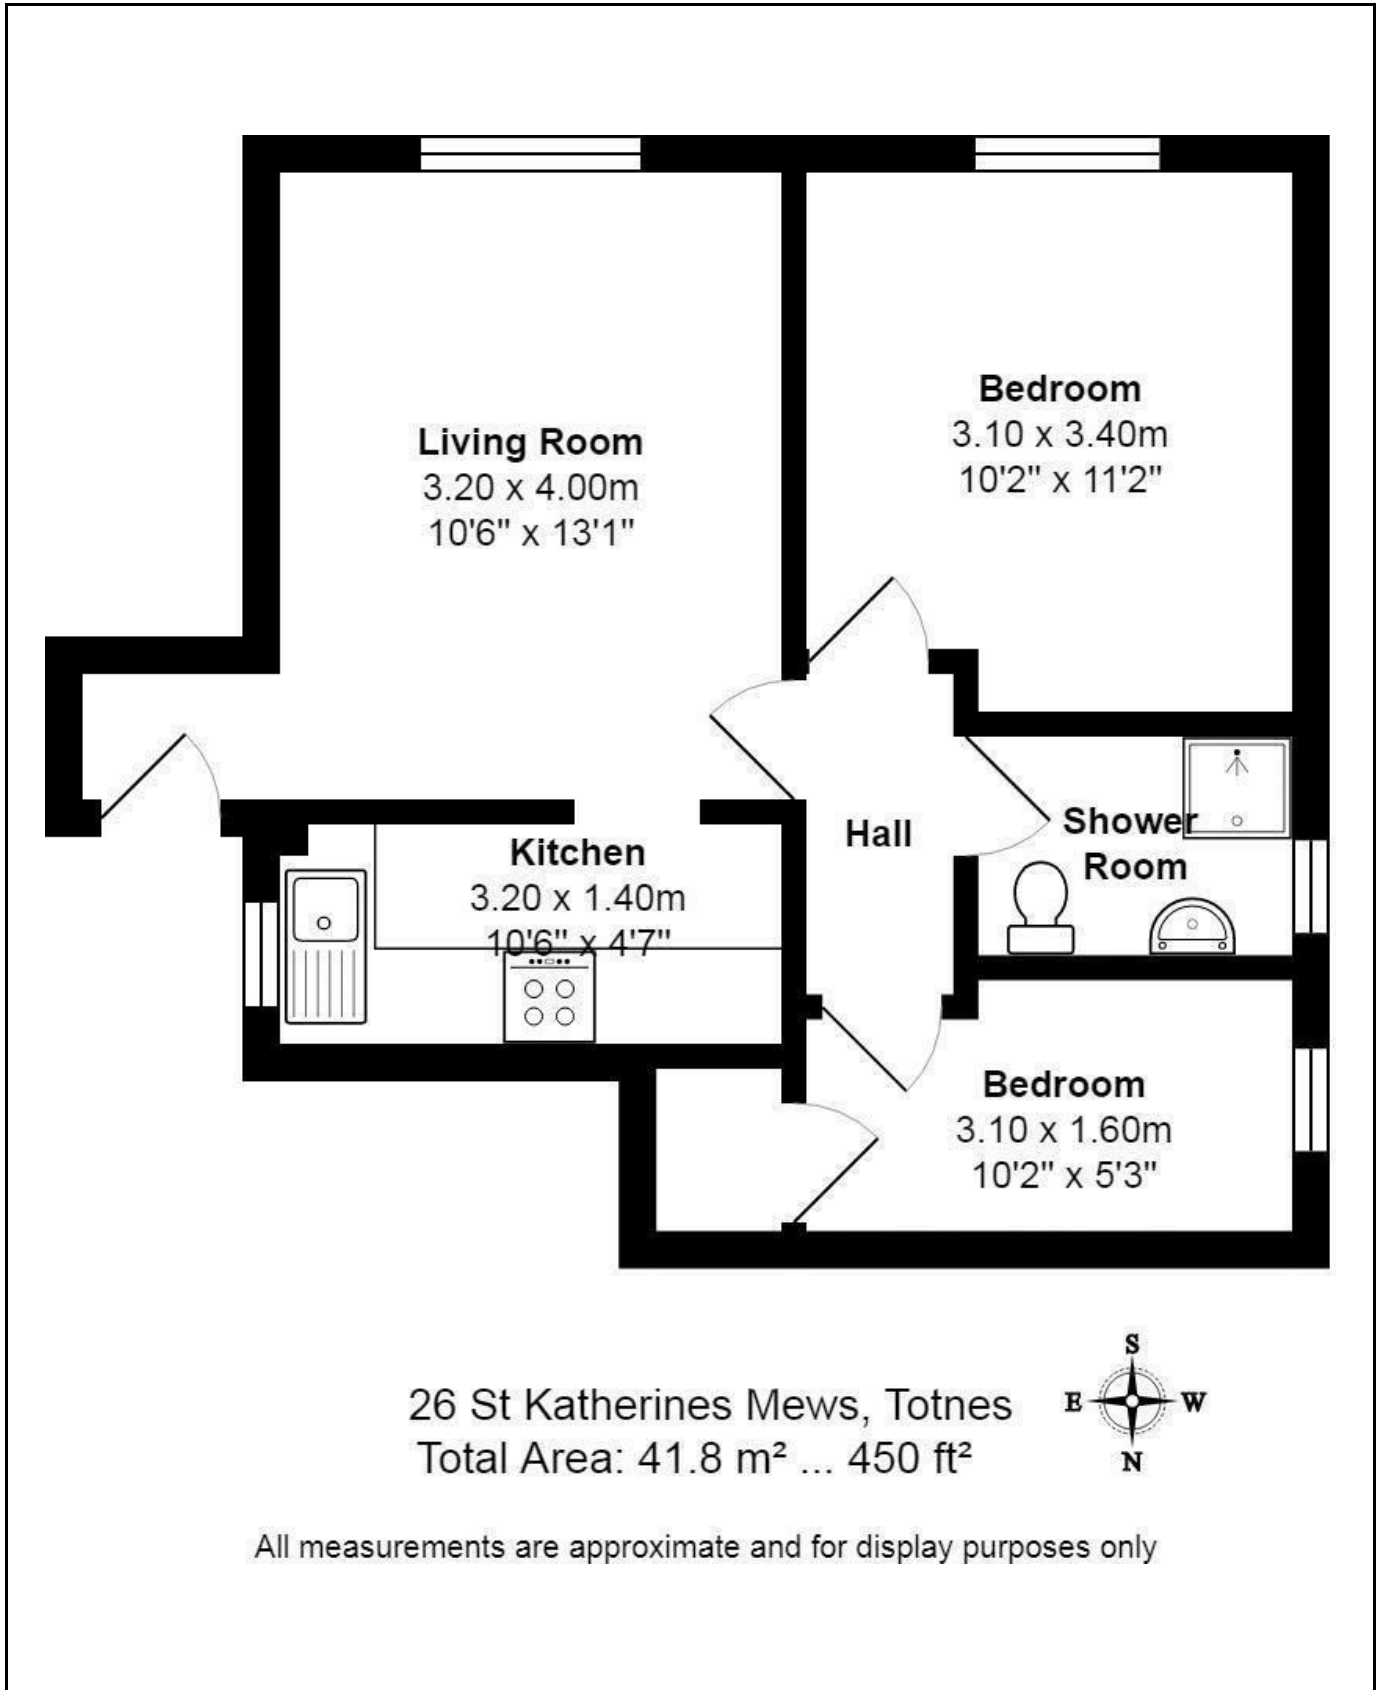 Living Room
3.20 x 4.00m
10'6" x 13'1"
Bedroom
3.10 x 3.40m
10'2" x 11'2"
Kitchen
3.20 x 1.40m
10'6" x 4'7"
Hall
Shower
Room
Bedroom
3.10 x 1.60m
10'2" x 5'3"
26 St Katherines Mews, Totnes
Total Area: 41.8 m² ... 450 ft²
S
E W
N
All measurements are approximate and for display purposes only